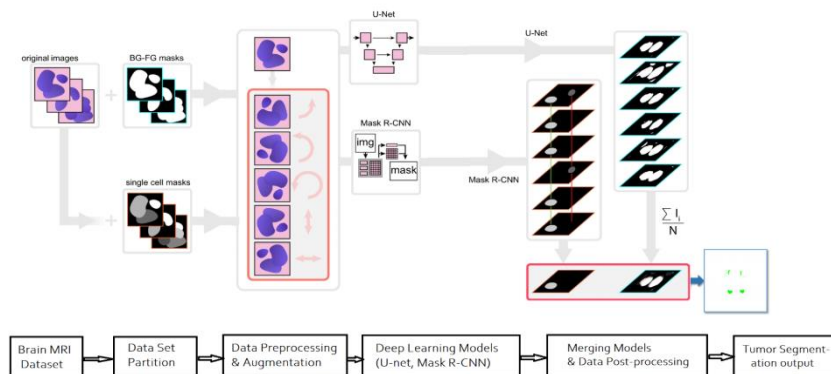 U-Net
U-Net
original images
BG-FG masks
Mask R-CNN
img
mask
Mask R-CNN
single cell masks
∑ I_i
N
Brain MRI
Dataset
Data Set
Partition
Data Preprocessing
& Augmentation
Deep Learning Models
(U-net, Mask R-CNN)
Merging Models
& Data Post-processing
Tumor Segment-
ation output